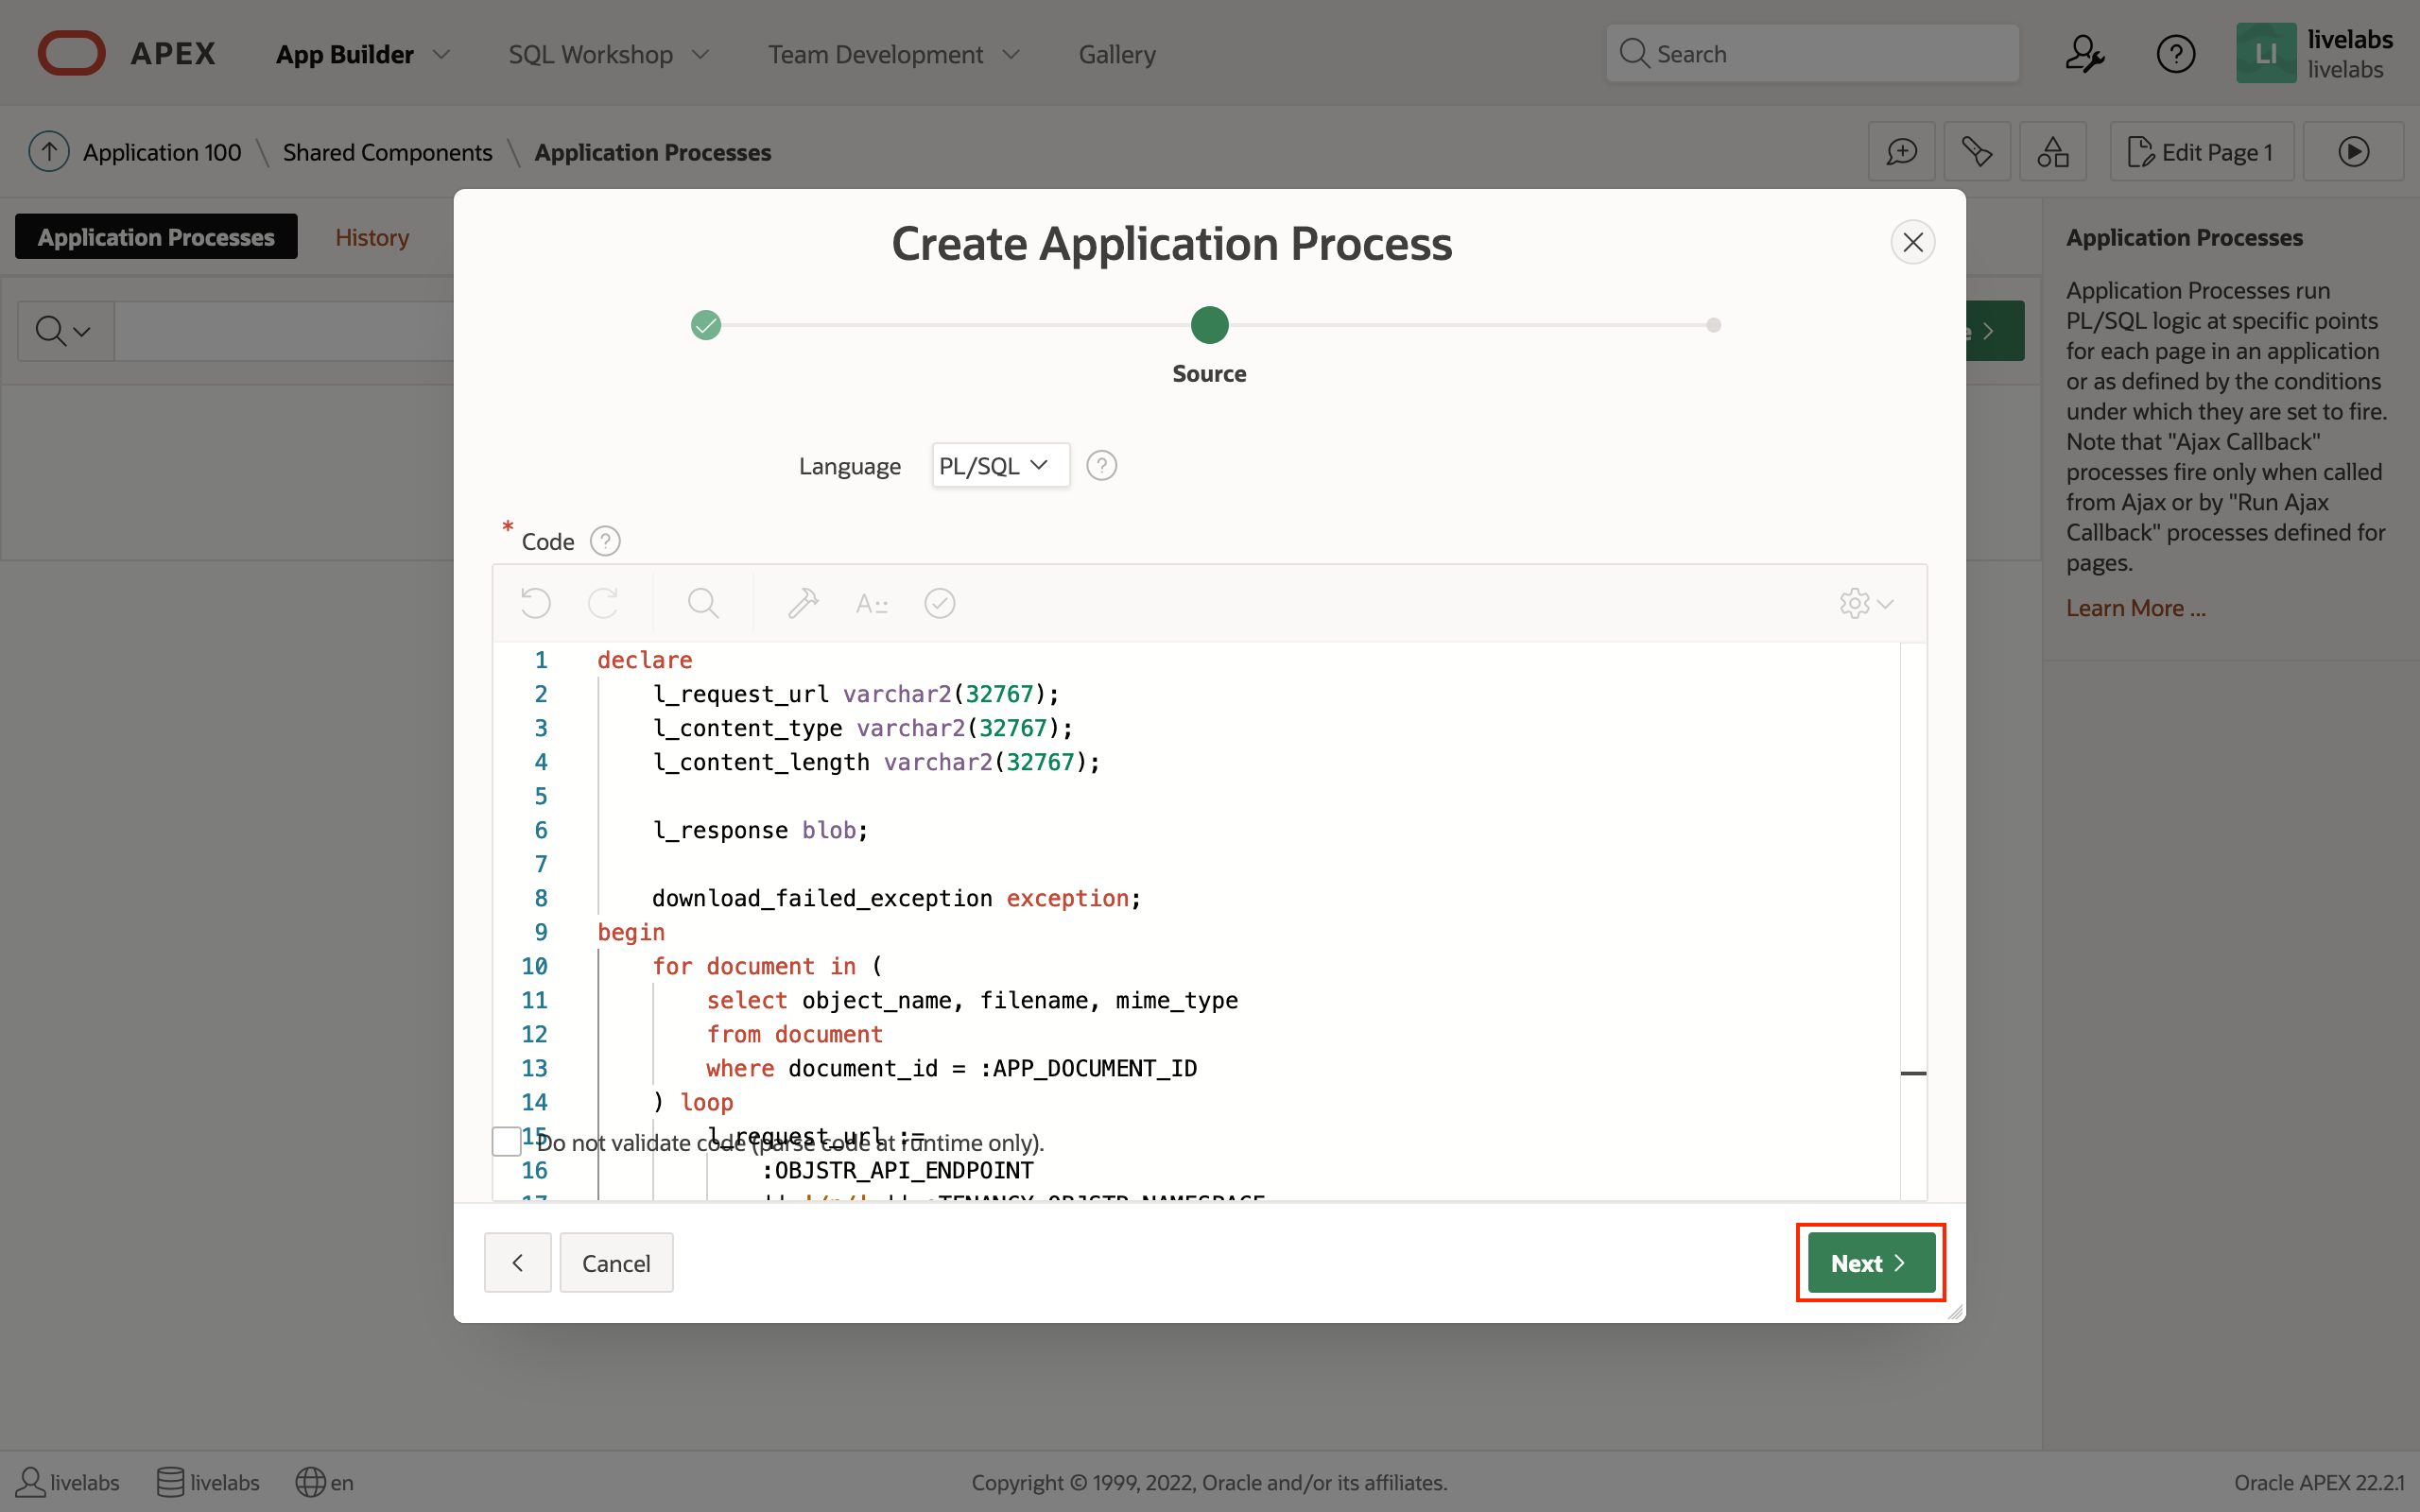 APEX App Builder SQL Workshop Team Development Gallery Search LI livelabs
livelabs
Application 100 \ Shared Components \ Application Processes Edit Page 1
Application Processes History
Create Application Process
Source
Language PL/SQL
* Code
1 declare
2 l_request_url varchar2(32767);
3 l_content_type varchar2(32767);
4 l_content_length varchar2(32767);
5
6 l_response blob;
7
8 download_failed_exception exception;
9 begin
10 for document in (
11 select object_name, filename, mime_type
12 from document
13 where document_id = :APP_DOCUMENT_ID
14 ) loop
15 l_request_url :=
Do not validate code (parse code at runtime only).
16 :OBJSTR_API_ENDPOINT
17 || '/n/' || :TENANCY_OBJSTR_NAMESPACE
Cancel Next
Application Processes
Application Processes run
PL/SQL logic at specific points
for each page in an application
or as defined by the conditions
under which they are set to fire.
Note that "Ajax Callback"
processes fire only when called
from Ajax or by "Run Ajax
Callback" processes defined for
pages.
Learn More ...
livelabs livelabs en Copyright © 1999, 2022, Oracle and/or its affiliates. Oracle APEX 22.2.1